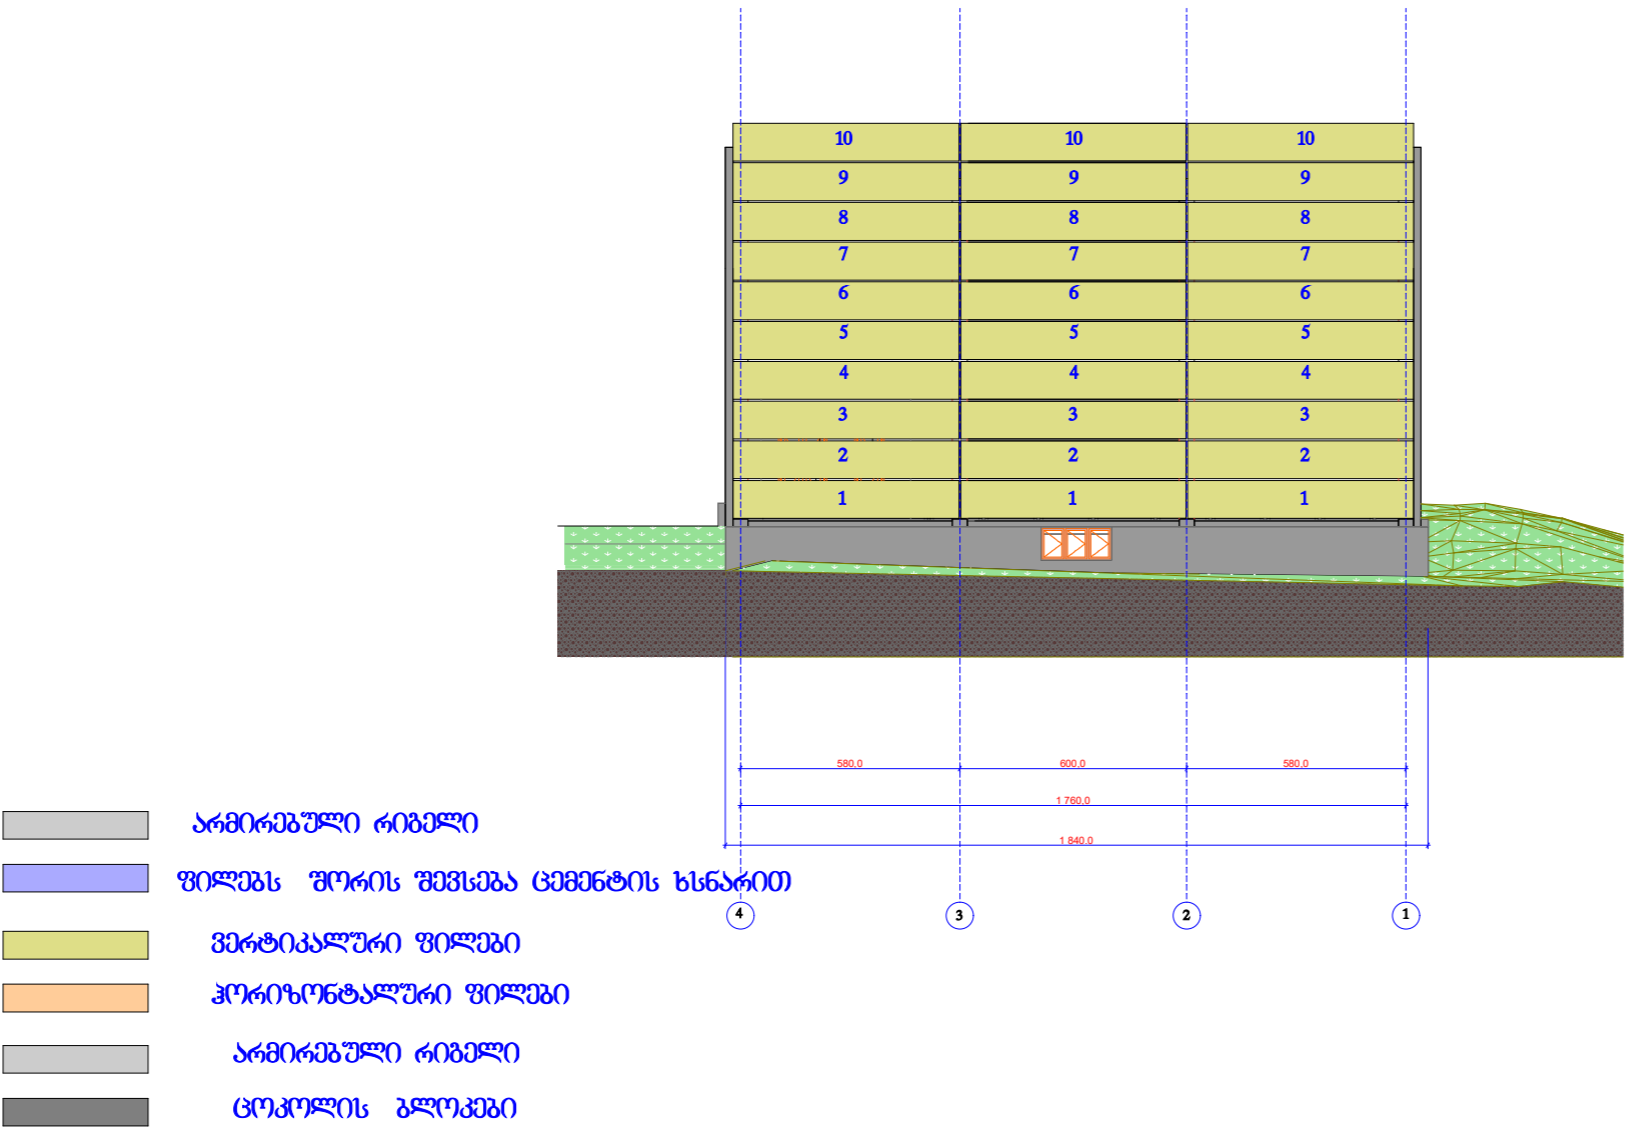 10 10 10
9 9 9
8 8 8
7 7 7
6 6 6
5 5 5
4 4 4
3 3 3
2 2 2
1 1 1
580,0 600,0 580,0
1 760,0
1 840,0
4 3 2 1
არმირებული რიგელი
ფილებს შორის შევსება ცემენტის ხსნარით
ვერტიკალური ფილები
ჰორიზონტალური ფილები
არმირებული რიგელი
ცოკოლის ბლოკები